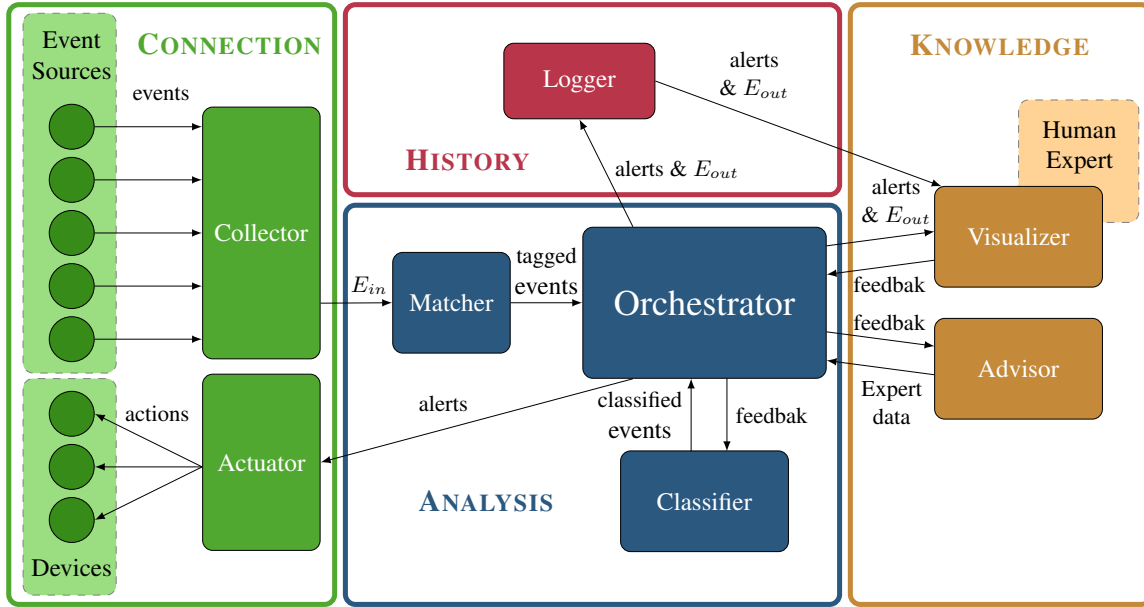 Event
Sources
CONNECTION
events
Collector
actions
Actuator
Devices
Logger
HISTORY
alerts
& E_out
alerts & E_out
KNOWLEDGE
Human
Expert
alerts
& E_out
Visualizer
feedbak
feedbak
Advisor
Expert
data
E_in
Matcher
tagged
events
Orchestrator
alerts
classified
events
feedbak
Classifier
ANALYSIS